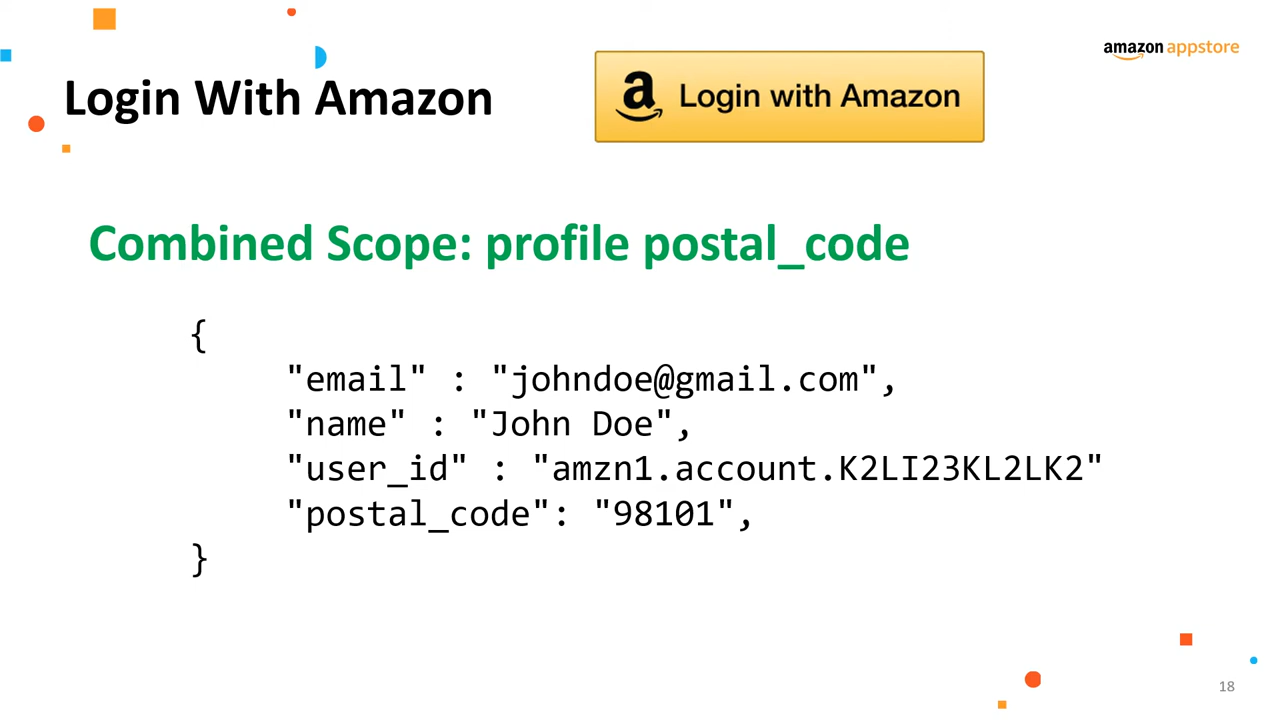 amazon appstore
Login With Amazon
a Login with Amazon
Combined Scope: profile postal_code
{
"email" : "johndoe@gmail.com",
"name" : "John Doe",
"user_id" : "amzn1.account.K2LI23KL2LK2"
"postal_code": "98101",
}
18